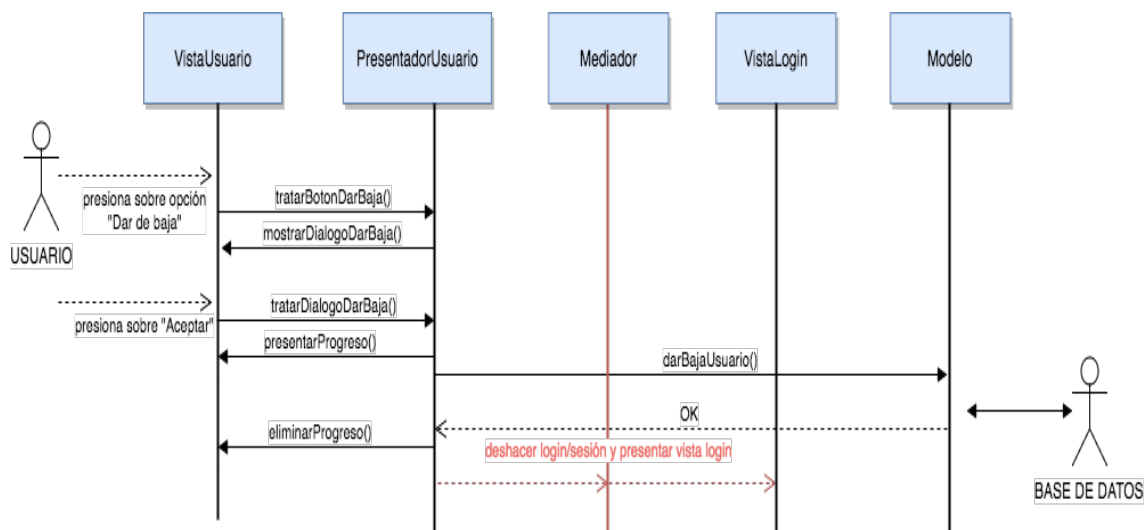 VistaUsuario
PresentadorUsuario
Mediador
VistaLogin
Modelo
presiona sobre opción
"Dar de baja"
tratarBotonDarBaja()
mostrarDialogoDarBaja()
USUARIO
presiona sobre "Aceptar"
tratarDialogoDarBaja()
presentarProgreso()
darBajaUsuario()
OK
eliminarProgreso()
deshacer login/sesión y presentar vista login
BASE DE DATOS